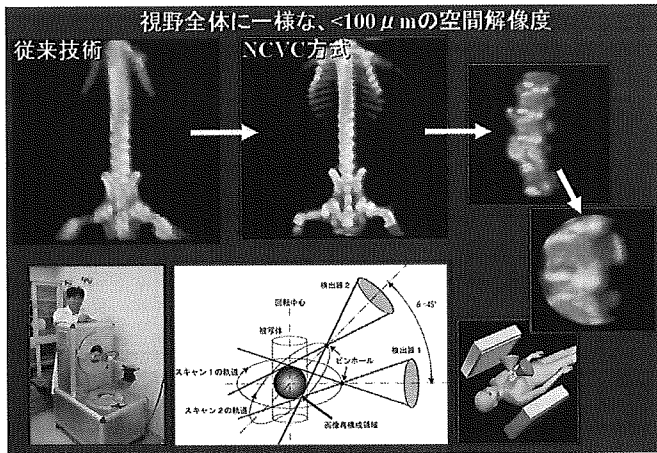 視野全体に一様な、<100μmの空間解像度
従来技術
NCVC方式
検出器2
回転中心
δ~45°
被写体
検出器1
ピンホール
スキャン1の軌道
スキャン2の軌道
画像再構成領域